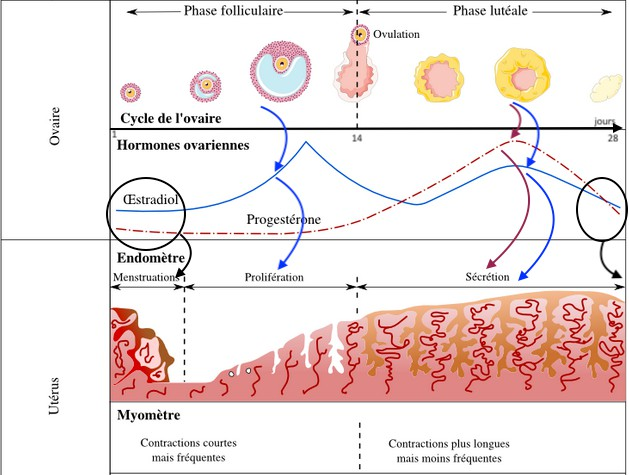 Phase folliculaire
Phase lutéale
Ovulation
Ovaire
Cycle de l'ovaire
jours
1
14
28
Hormones ovariennes
Œstradiol
Progestérone
Endomètre
Menstruations
Prolifération
Sécrétion
Utérus
Myomètre
Contractions courtes
mais fréquentes
Contractions plus longues
mais moins fréquentes